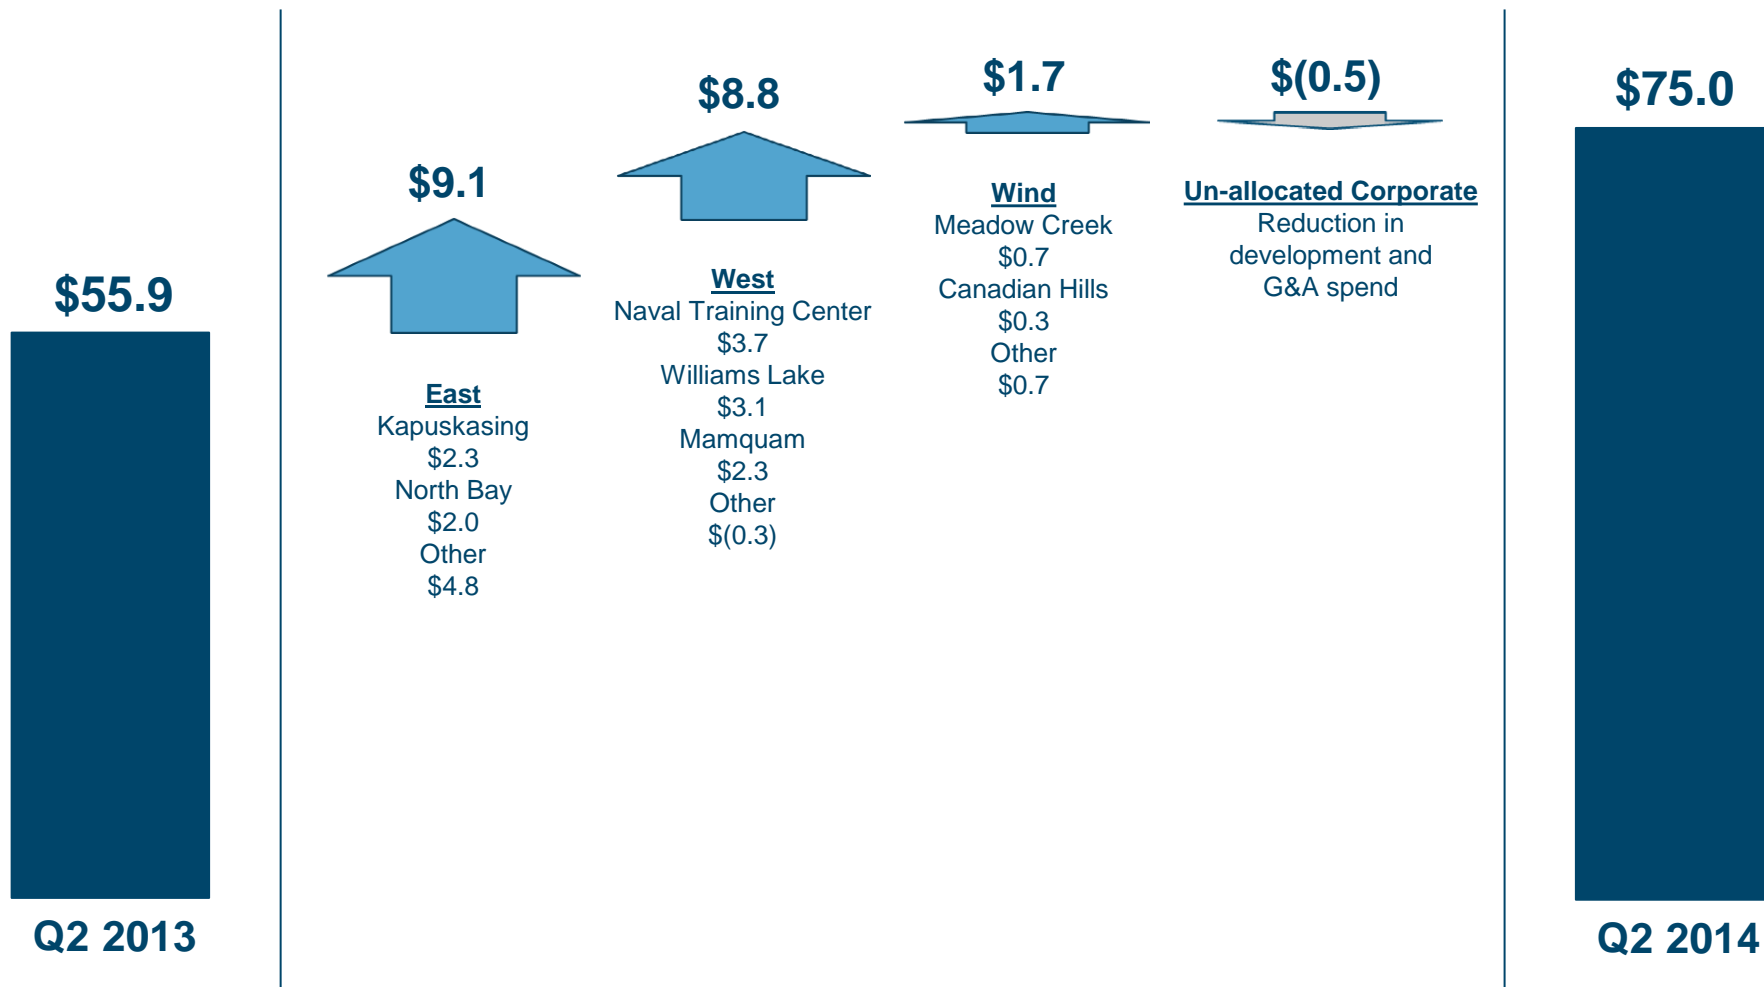 $55.9
Q2 2013
$9.1
East
Kapuskasing
$2.3
North Bay
$2.0
Other
$4.8
$8.8
West
Naval Training Center
$3.7
Williams Lake
$3.1
Mamquam
$2.3
Other
$(0.3)
$1.7
Wind
Meadow Creek
$0.7
Canadian Hills
$0.3
Other
$0.7
$(0.5)
Un-allocated Corporate
Reduction in
development and
G&A spend
$75.0
Q2 2014